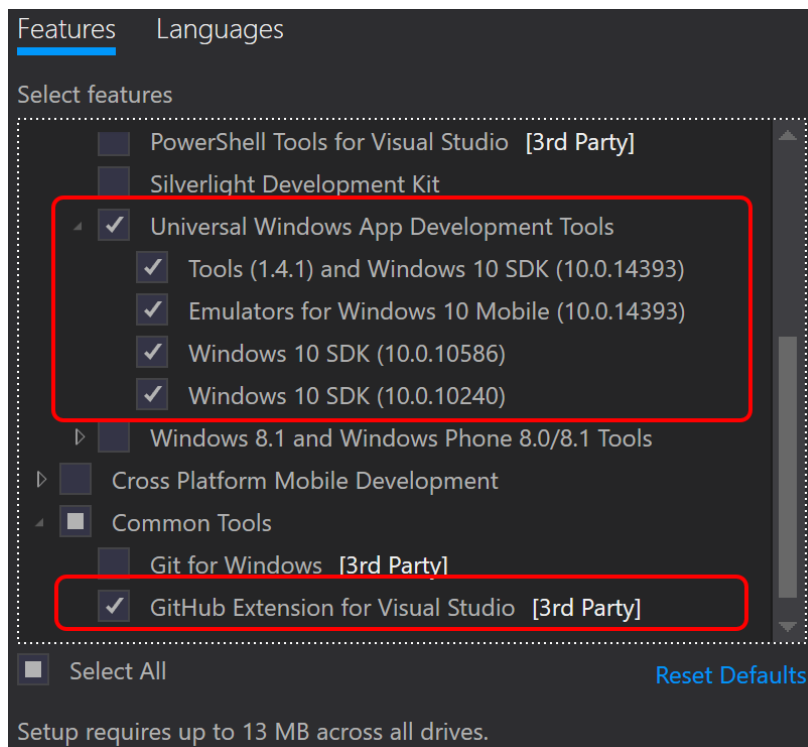 Features Languages
Select features
PowerShell Tools for Visual Studio [3rd Party]
Silverlight Development Kit
Universal Windows App Development Tools
Tools (1.4.1) and Windows 10 SDK (10.0.14393)
Emulators for Windows 10 Mobile (10.0.14393)
Windows 10 SDK (10.0.10586)
Windows 10 SDK (10.0.10240)
Windows 8.1 and Windows Phone 8.0/8.1 Tools
Cross Platform Mobile Development
Common Tools
Git for Windows [3rd Party]
GitHub Extension for Visual Studio [3rd Party]
Select All Reset Defaults
Setup requires up to 13 MB across all drives.